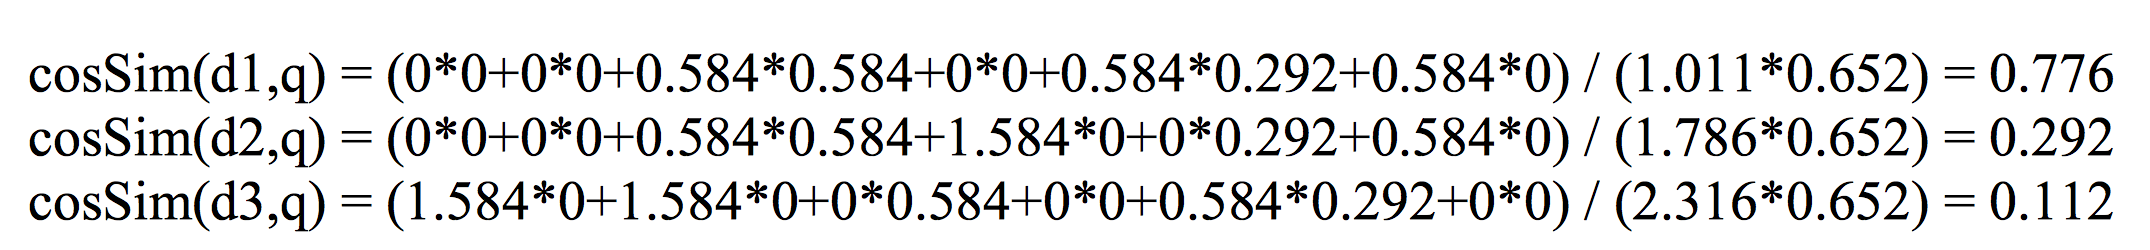 cosSim(d1,q) = (0*0+0*0+0.584*0.584+0*0+0.584*0.292+0.584*0) / (1.011*0.652) = 0.776
cosSim(d2,q) = (0*0+0*0+0.584*0.584+1.584*0+0*0.292+0.584*0) / (1.786*0.652) = 0.292
cosSim(d3,q) = (1.584*0+1.584*0+0*0.584+0*0+0.584*0.292+0*0) / (2.316*0.652) = 0.112